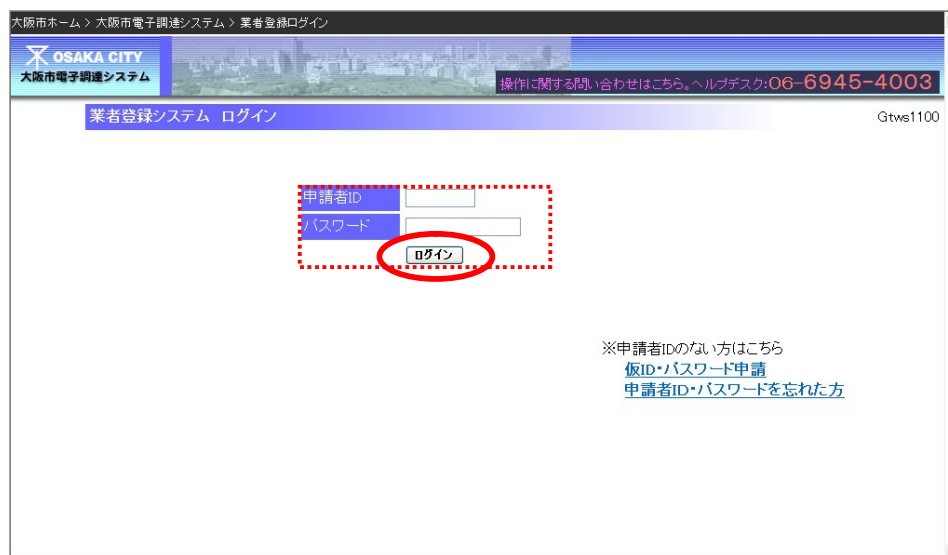 大阪市ホーム > 大阪市電子調達システム > 業者登録ログイン
OSAKA CITY
大阪市電子調達システム
操作に関する問い合わせはこちら。ヘルプデスク:06-6945-4003
業者登録システム ログイン
Gtws1100
申請者ID
パスワード
ログイン
※申請者IDのない方はこちら
仮ID・パスワード申請
申請者ID・パスワードを忘れた方